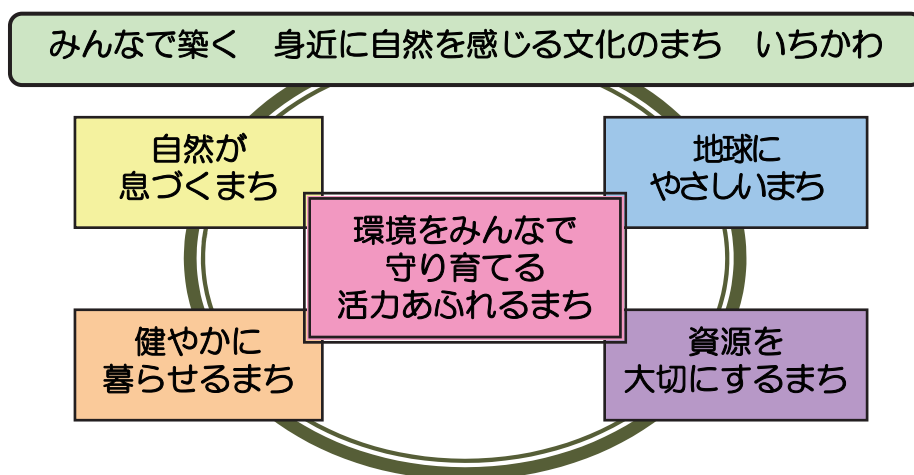 みんなで築く　身近に自然を感じる文化のまち　いちかわ
自然が
息づくまち
地球に
やさしいまち
環境をみんなで
守り育てる
活力あふれるまち
健やかに
暮らせるまち
資源を
大切にするまち